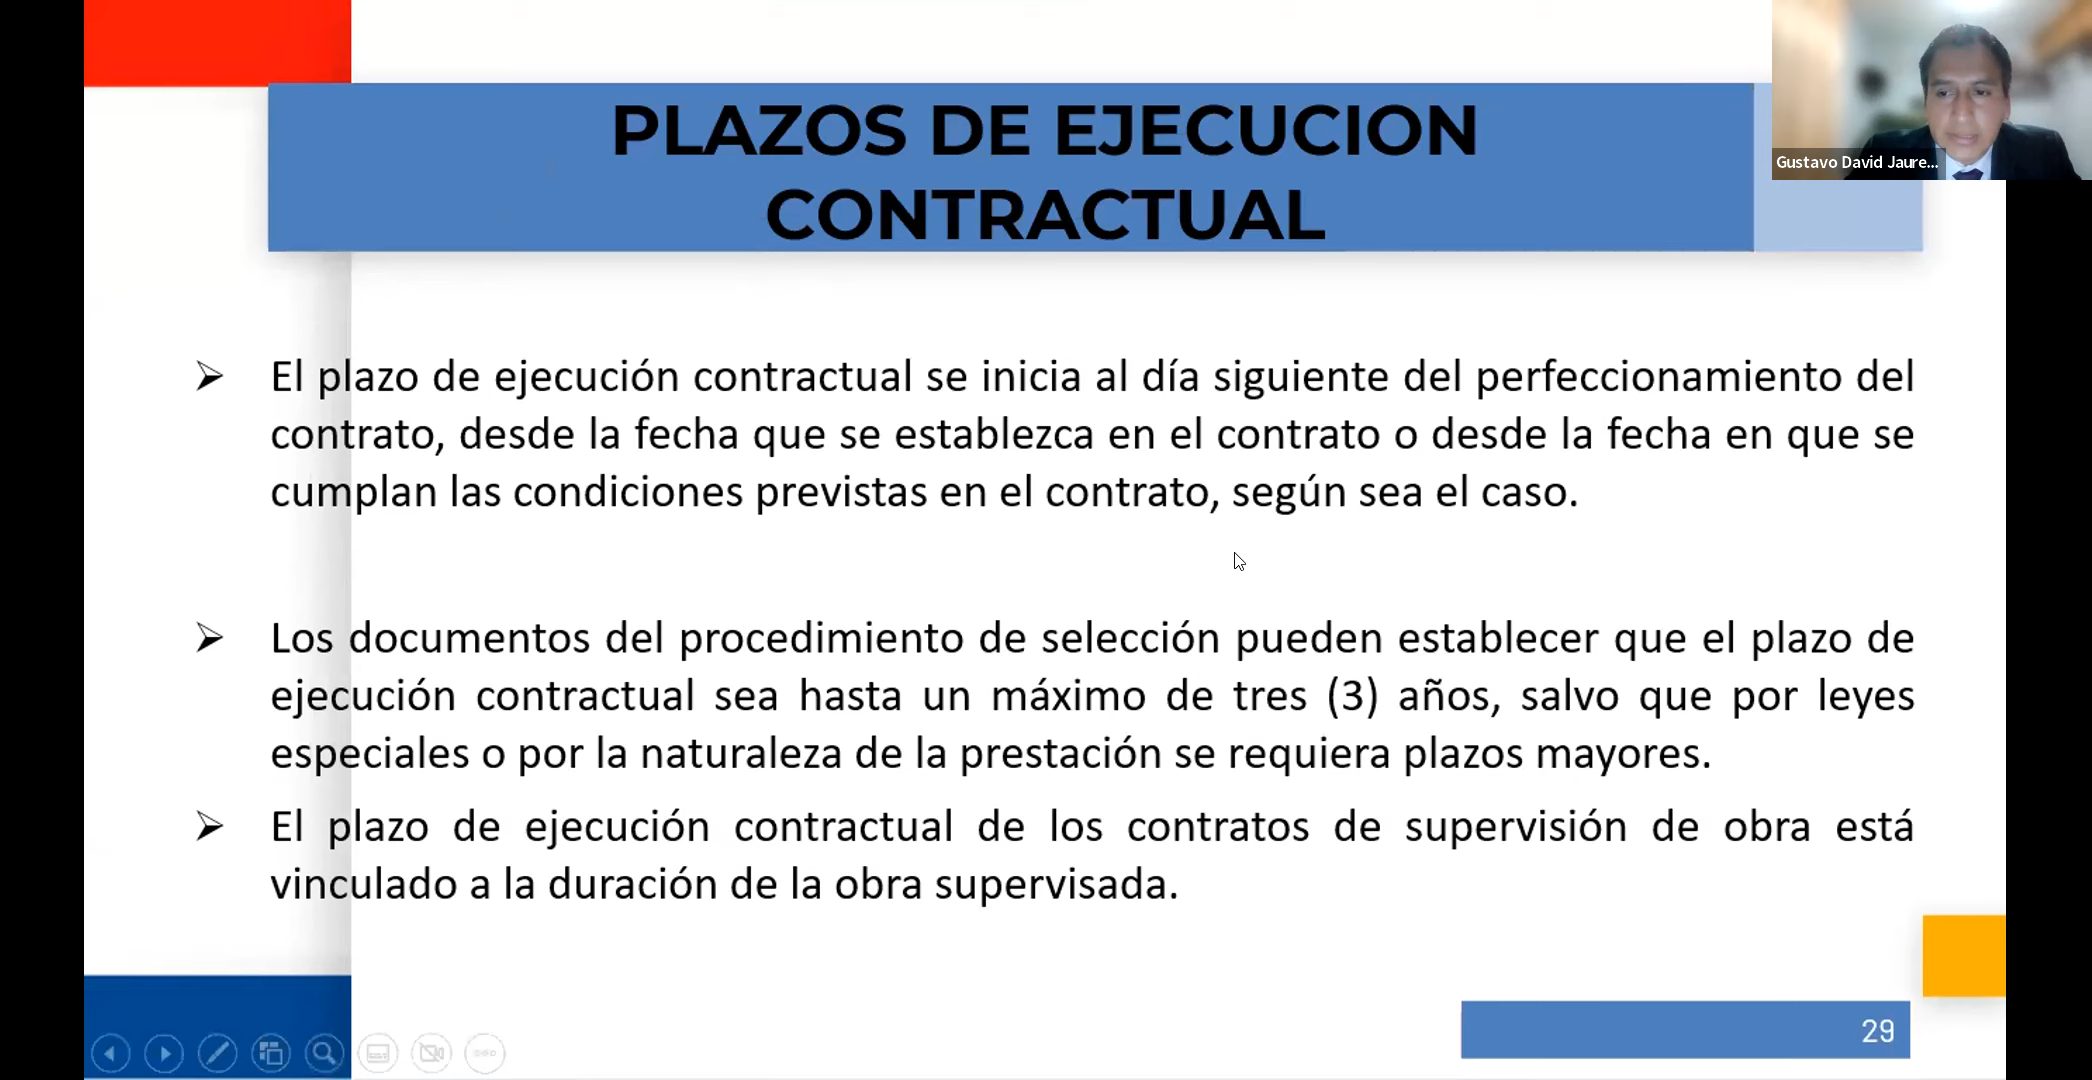 PLAZOS DE EJECUCION
CONTRACTUAL
Gustavo David Jaure...
El plazo de ejecución contractual se inicia al día siguiente del perfeccionamiento del
contrato, desde la fecha que se establezca en el contrato o desde la fecha en que se
cumplan las condiciones previstas en el contrato, según sea el caso.
Los documentos del procedimiento de selección pueden establecer que el plazo de
ejecución contractual sea hasta un máximo de tres (3) años, salvo que por leyes
especiales o por la naturaleza de la prestación se requiera plazos mayores.
El plazo de ejecución contractual de los contratos de supervisión de obra está
vinculado a la duración de la obra supervisada.
29